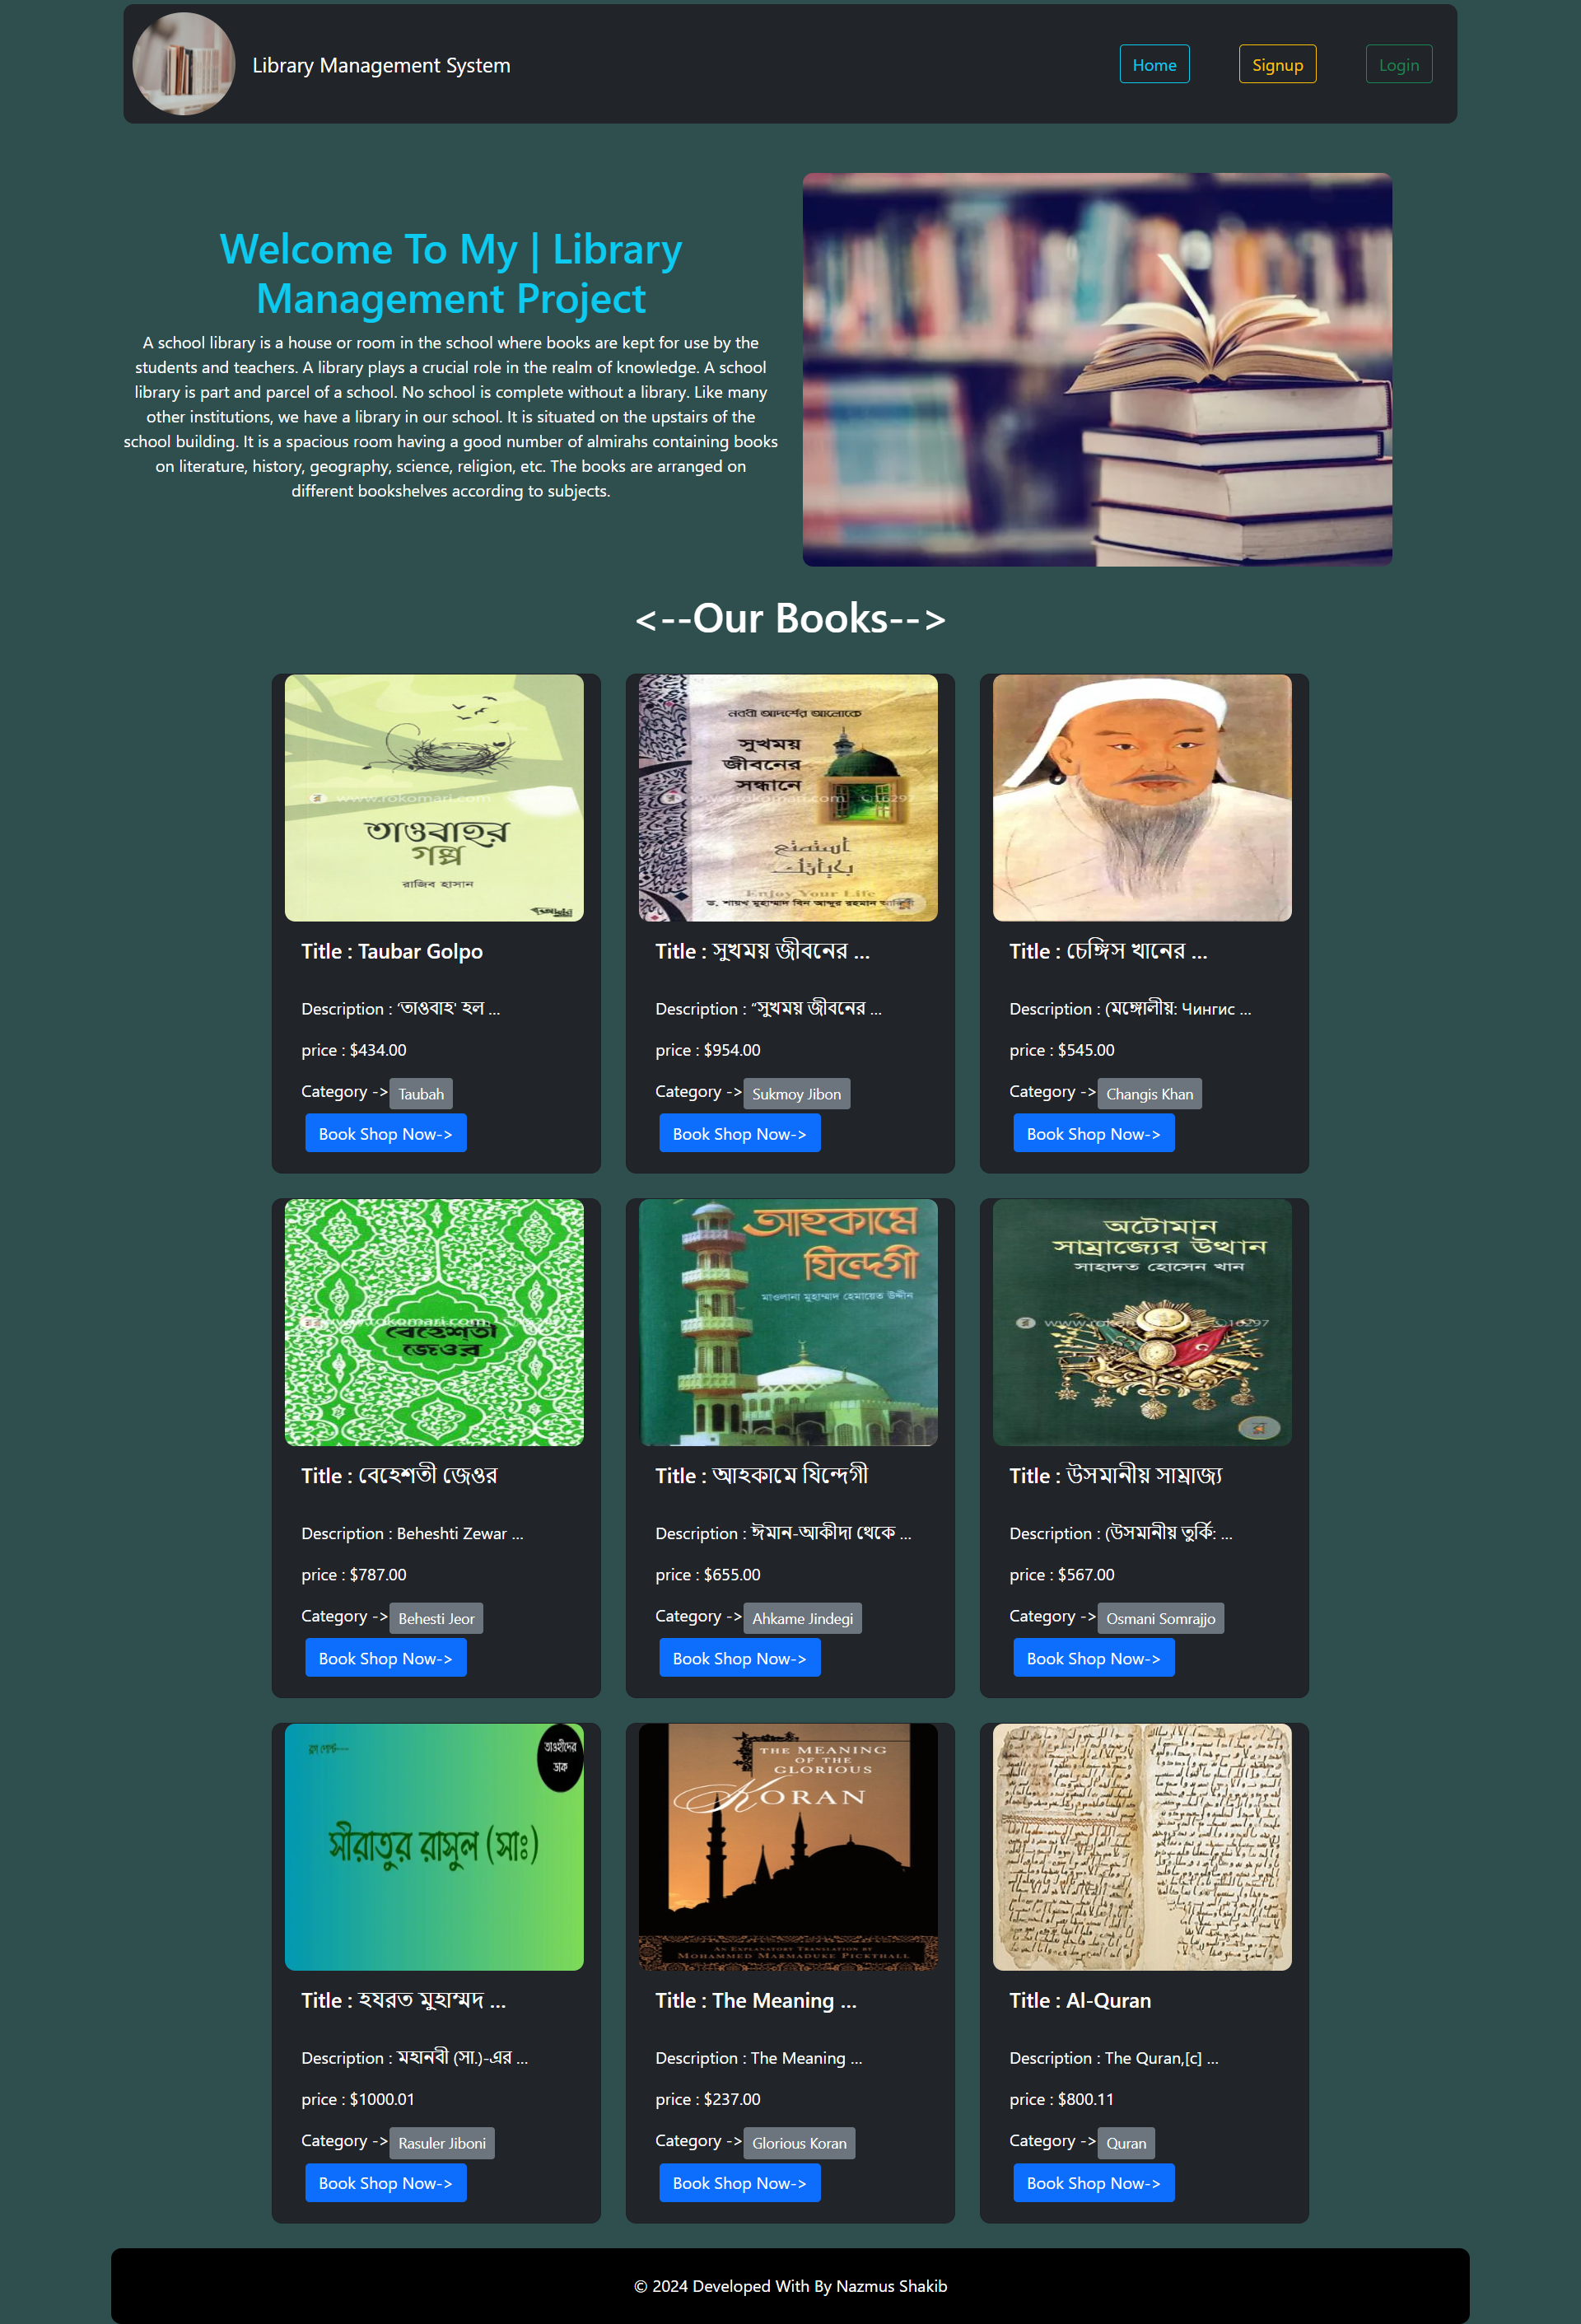 Library Management System
Home
Signup
Login
Welcome To My | Library
Management Project
A school library is a house or room in the school where books are kept for use by the
students and teachers. A library plays a crucial role in the realm of knowledge. A school
library is part and parcel of a school. No school is complete without a library. Like many
other institutions, we have a library in our school. It is situated on the upstairs of the
school building. It is a spacious room having a good number of almirahs containing books
on literature, history, geography, science, religion, etc. The books are arranged on
different bookshelves according to subjects.
<--Our Books-->
www.rokomari.com
তাওবাহর
গল্প
রাজিব হাসান
Title : Taubar Golpo
Description : ‘তাওবাহ' হল ...
price : $434.00
Category ->Taubah
Book Shop Now->
নববী আদর্শের আলোকে
সুখময়
জীবনের
সন্ধানে
www.rokomari.com 16297
استمتع
بحياتك
Enjoy Your Life
ড. শায়খ মুহাম্মাদ বিন আব্দুর রহমান আরিফী
Title : সুখময় জীবনের ...
Description : “সুখময় জীবনের ...
price : $954.00
Category ->Sukmoy Jibon
Book Shop Now->
Title : চেঙ্গিস খানের ...
Description : (মঙ্গোলীয়: Чингис ...
price : $545.00
Category ->Changis Khan
Book Shop Now->
www.rokomari.com
বেহেশ্তী
জেওর
Title : বেহেশতী জেওর
Description : Beheshti Zewar ...
price : $787.00
Category ->Behesti Jeor
Book Shop Now->
আহকামে
যিন্দেগী
মাওলানা মুহাম্মাদ হেমায়েত উদ্দীন
Title : আহকামে যিন্দেগী
Description : ঈমান-আকীদা থেকে ...
price : $655.00
Category ->Ahkame Jindegi
Book Shop Now->
অটোমান
সাম্রাজ্যের উত্থান
সাহাদত হোসেন খান
16297
Title : উসমানীয় সাম্রাজ্য
Description : (উসমানীয় তুর্কি: ...
price : $567.00
Category ->Osmani Somrajjo
Book Shop Now->
তাওহীদের
ডাক
সীরাতুর রাসুল (সাঃ)
Title : হযরত মুহাম্মদ ...
Description : মহানবী (সা.)-এর ...
price : $1000.01
Category ->Rasuler Jiboni
Book Shop Now->
THE MEANING
OF THE
GLORIOUS
KORAN
AN EXPLANATORY TRANSLATION BY
MOHAMMED MARMADUKE PICKTHALL
Title : The Meaning ...
Description : The Meaning ...
price : $237.00
Category ->Glorious Koran
Book Shop Now->
Title : Al-Quran
Description : The Quran,[c] ...
price : $800.11
Category ->Quran
Book Shop Now->
© 2024 Developed With By Nazmus Shakib